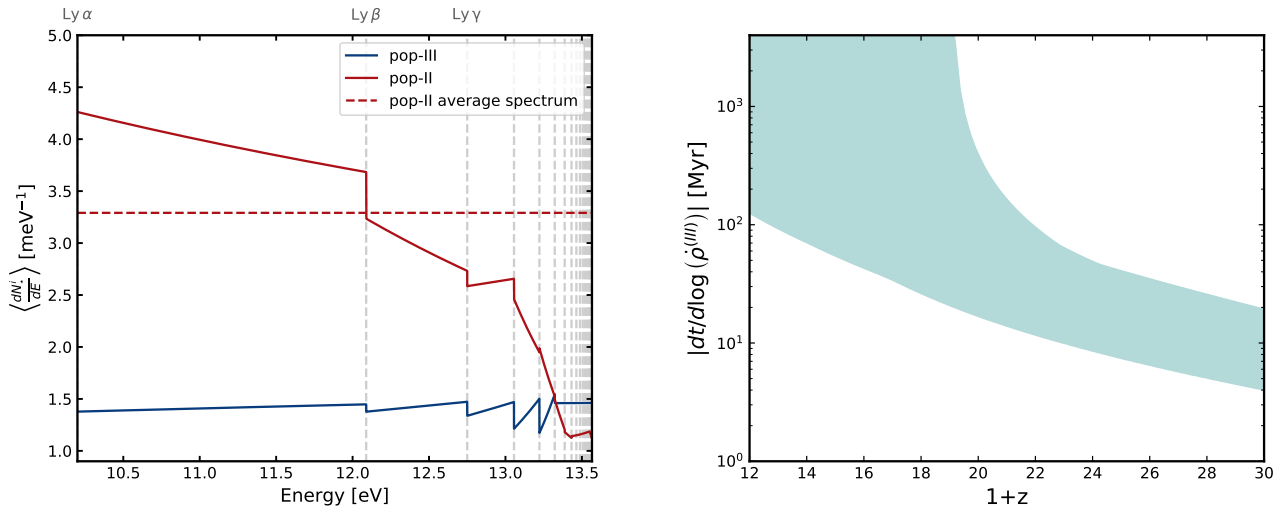 Ly α Ly β Ly γ
5.0
4.5
4.0
3.5
3.0
2.5
2.0
1.5
1.0
⟨dNⁱ/dE⟩ [meV⁻¹]
pop-III
pop-II
pop-II average spectrum
10.5 11.0 11.5 12.0 12.5 13.0 13.5
Energy [eV]
|dt/dlog (ρ̇⁽ᴵᴵᴵ⁾)| [Myr]
10³
10²
10¹
10⁰
12 14 16 18 20 22 24 26 28 30
1+z